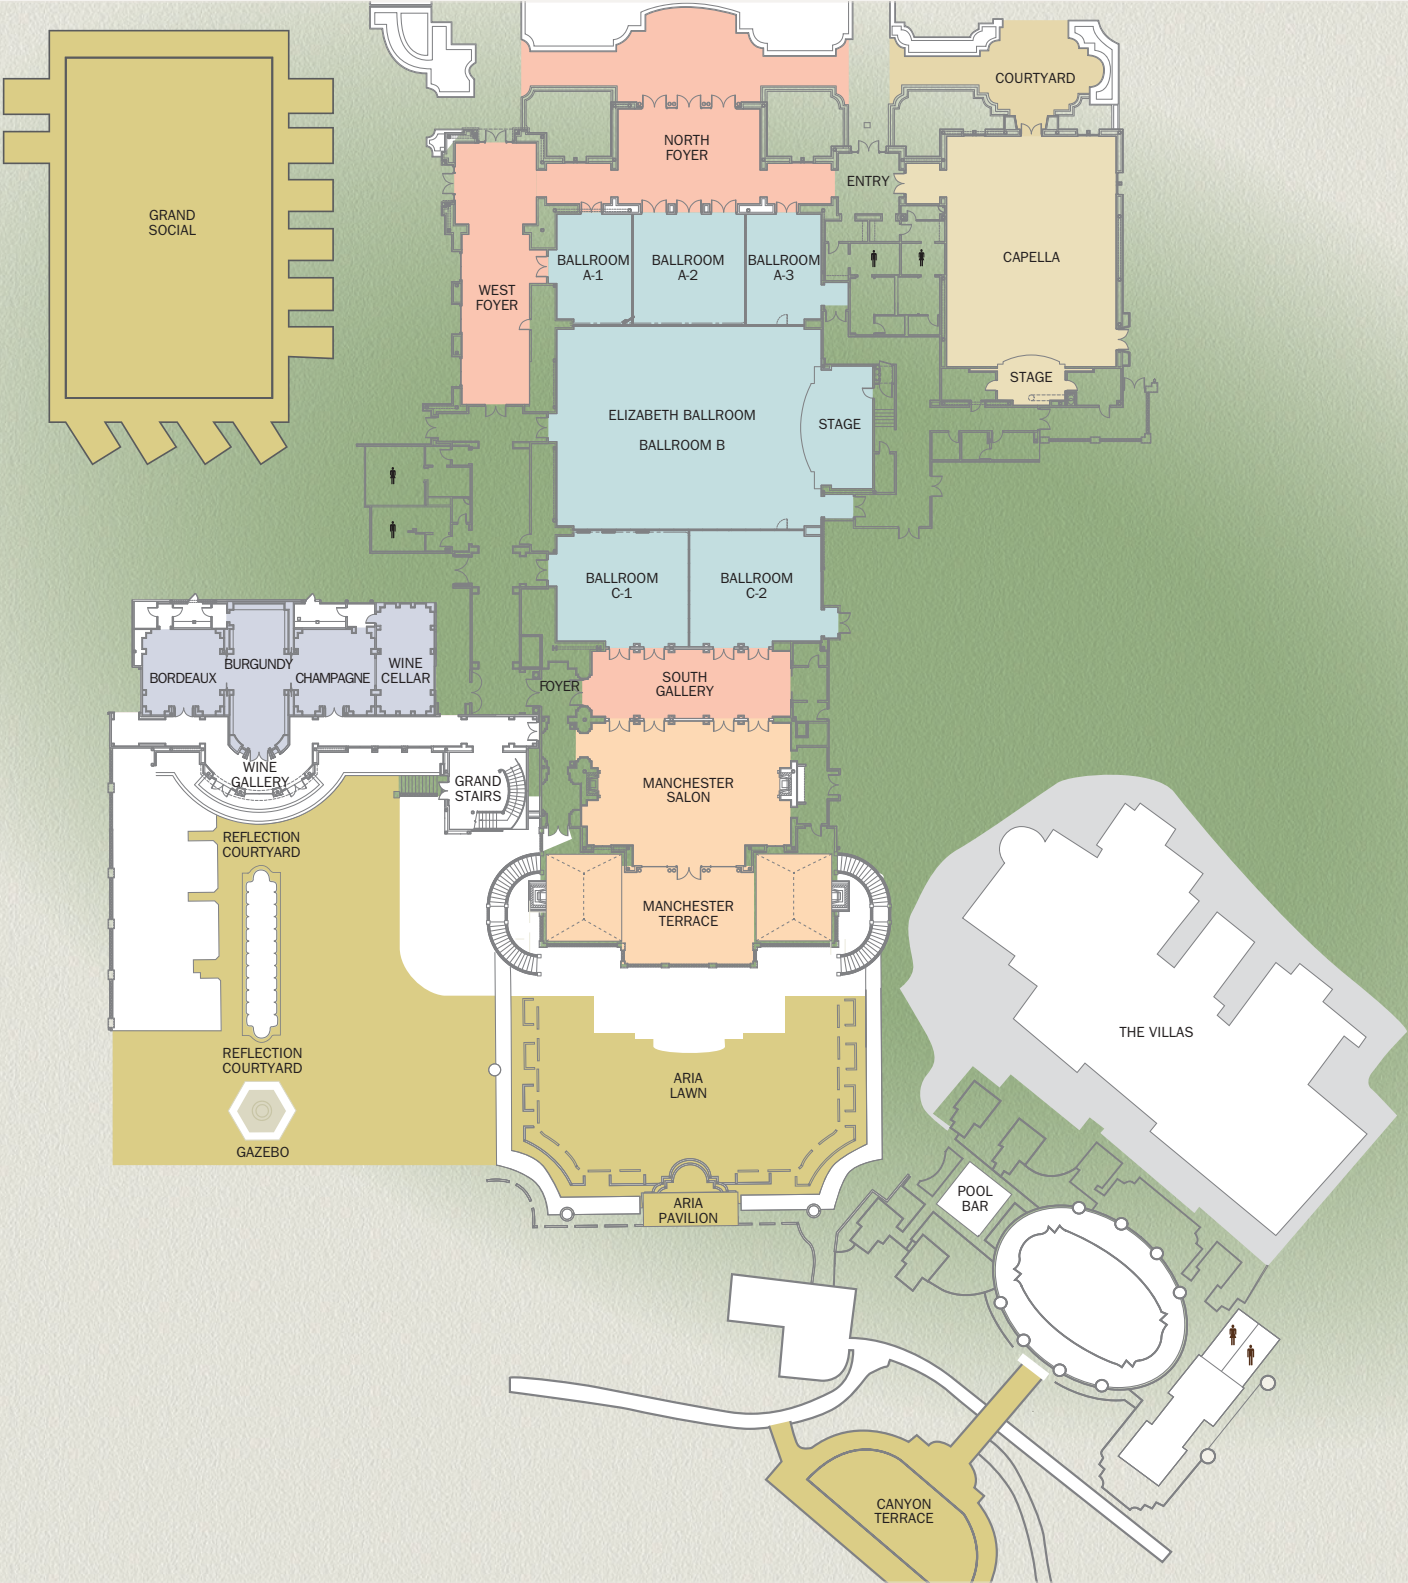 COURTYARD
NORTH
FOYER
ENTRY
GRAND
SOCIAL
BALLROOM
A-1
BALLROOM
A-2
BALLROOM
A-3
CAPELLA
WEST
FOYER
STAGE
ELIZABETH BALLROOM
BALLROOM B
STAGE
BALLROOM
C-1
BALLROOM
C-2
BORDEAUX
BURGUNDY
CHAMPAGNE
WINE
CELLAR
FOYER
SOUTH
GALLERY
WINE
GALLERY
GRAND
STAIRS
MANCHESTER
SALON
REFLECTION
COURTYARD
MANCHESTER
TERRACE
THE VILLAS
REFLECTION
COURTYARD
ARIA
LAWN
GAZEBO
POOL
BAR
ARIA
PAVILION
CANYON
TERRACE